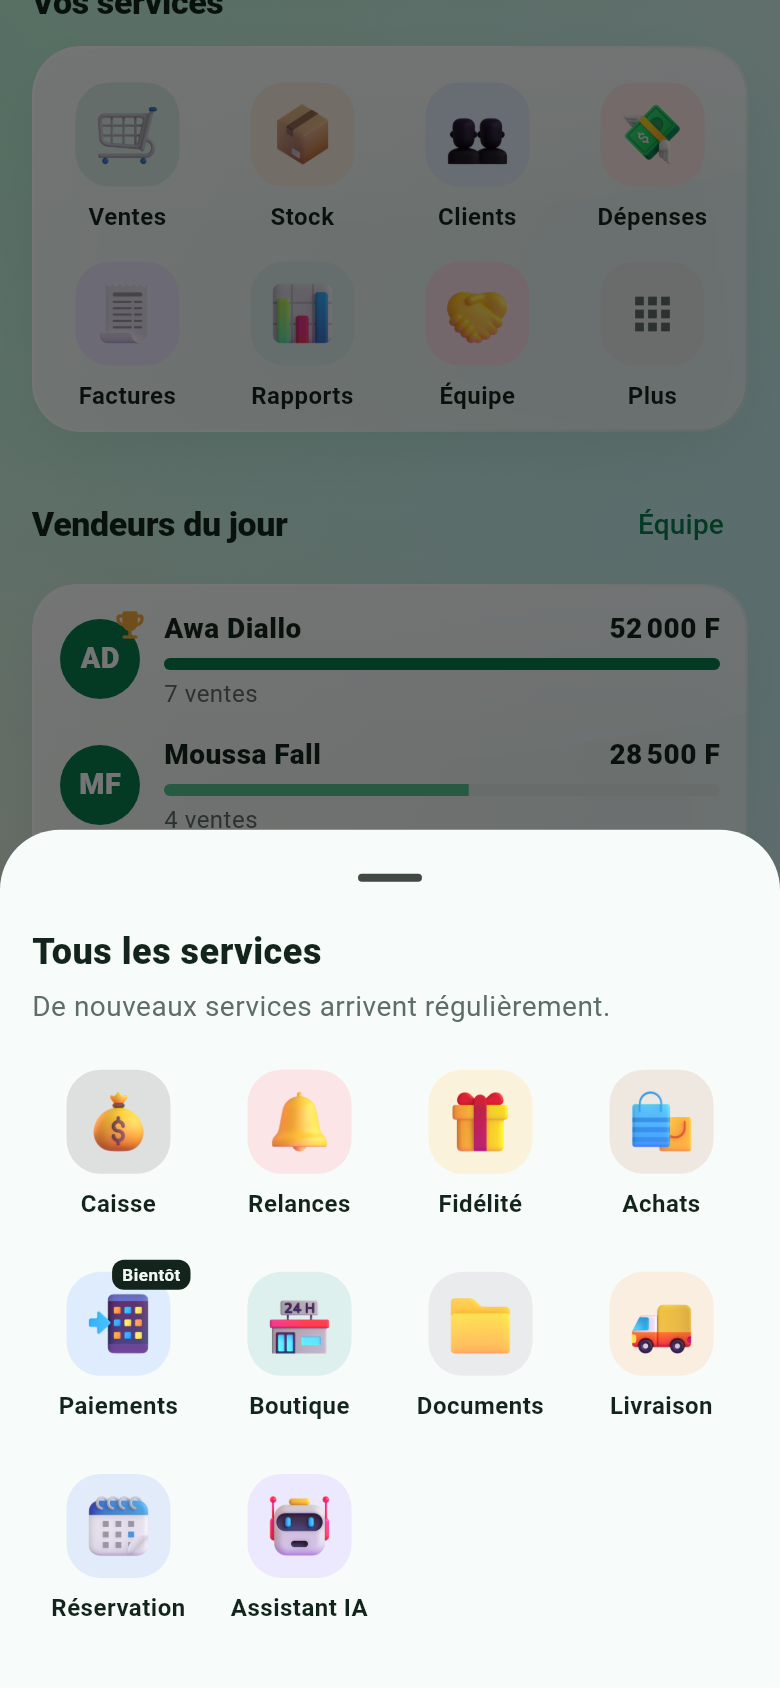 Vos services
Ventes
Stock
Clients
Dépenses
Factures
Rapports
Équipe
Plus
Vendeurs du jour
Équipe
AD
Awa Diallo
52 000 F
7 ventes
MF
Moussa Fall
28 500 F
4 ventes
Tous les services
De nouveaux services arrivent régulièrement.
Caisse
Relances
Fidélité
Achats
Bientôt
24 H
Paiements
Boutique
Documents
Livraison
Réservation
Assistant IA